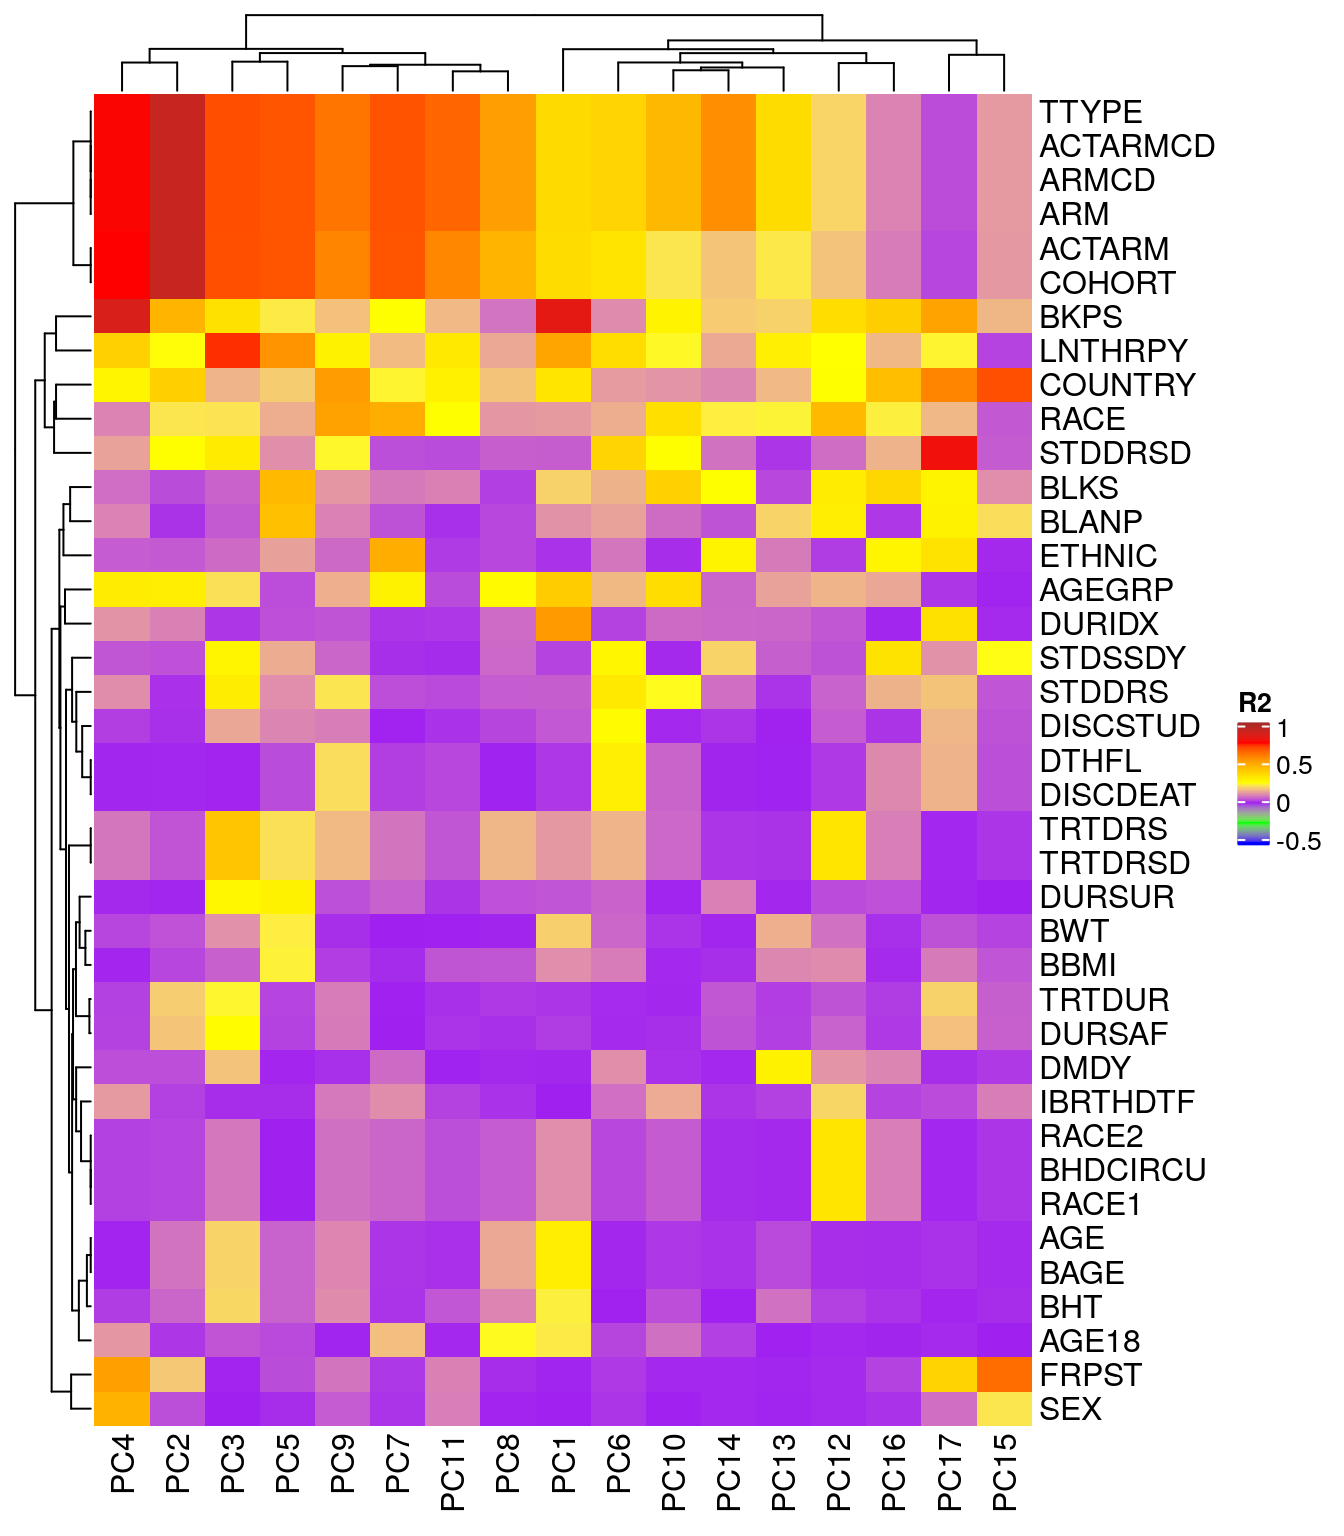 TTYPE
ACTARMCD
ARMCD
ARM
ACTARM
COHORT
BKPS
LNTHRPY
COUNTRY
RACE
STDDRSD
BLKS
BLANP
ETHNIC
AGEGRP
DURIDX
STDSSDY
STDDRS
DISCSTUD
DTHFL
DISCDEAT
TRTDRS
TRTDRSD
DURSUR
BWT
BBMI
TRTDUR
DURSAF
DMDY
IBRTHDTF
RACE2
BHDCIRCU
RACE1
AGE
BAGE
BHT
AGE18
FRPST
SEX
R2
1
0.5
0
-0.5
PC4
PC2
PC3
PC5
PC9
PC7
PC11
PC8
PC1
PC6
PC10
PC14
PC13
PC12
PC16
PC17
PC15